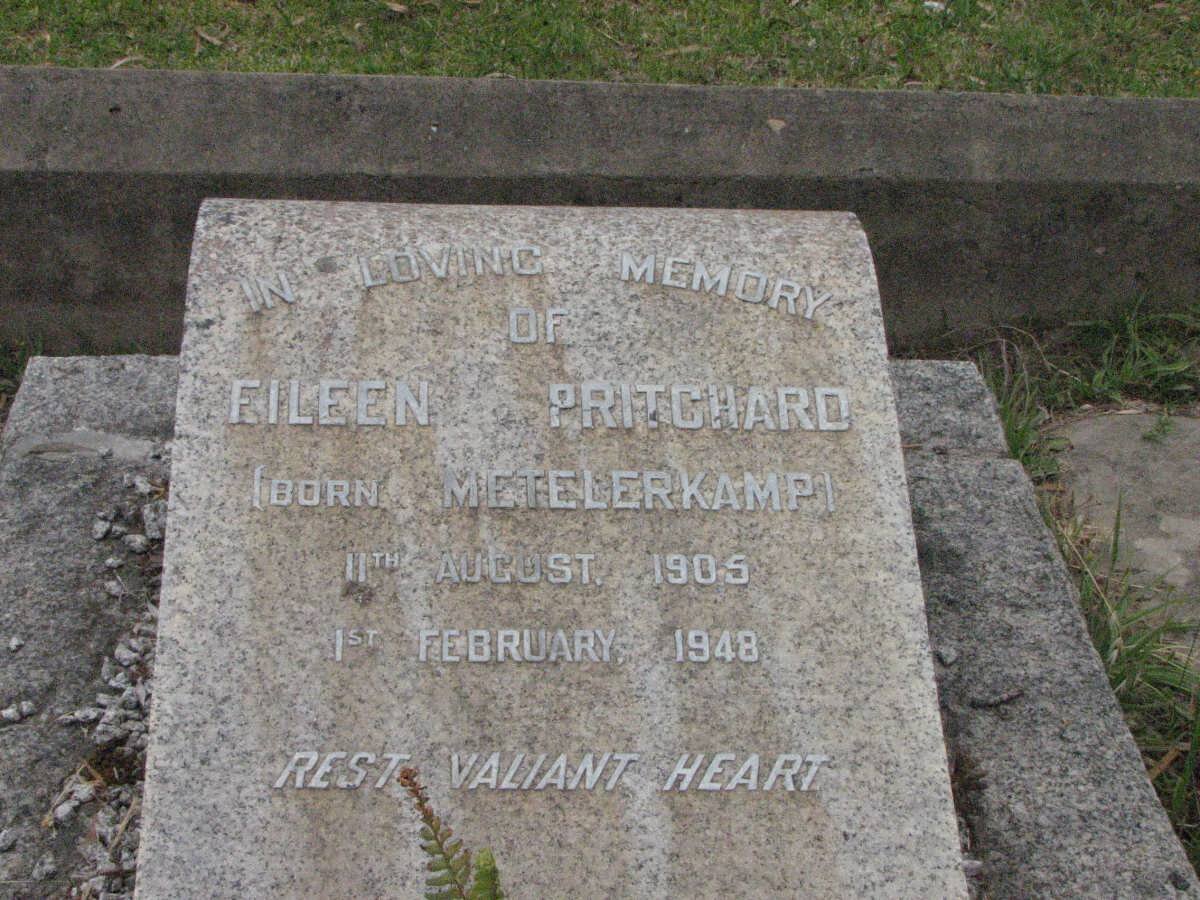 IN LOVING MEMORY
OF
EILEEN PRITCHARD
(BORN METELERKAMP)
11TH AUGUST, 1905
1ST FEBRUARY, 1948
REST VALIANT HEART